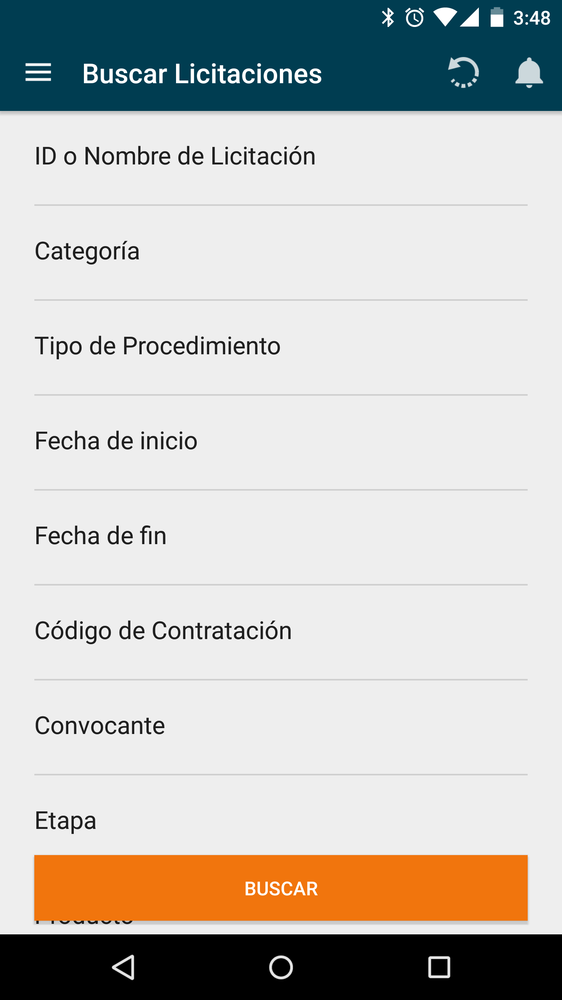 3:48
Buscar Licitaciones
ID o Nombre de Licitación
Categoría
Tipo de Procedimiento
Fecha de inicio
Fecha de fin
Código de Contratación
Convocante
Etapa
BUSCAR